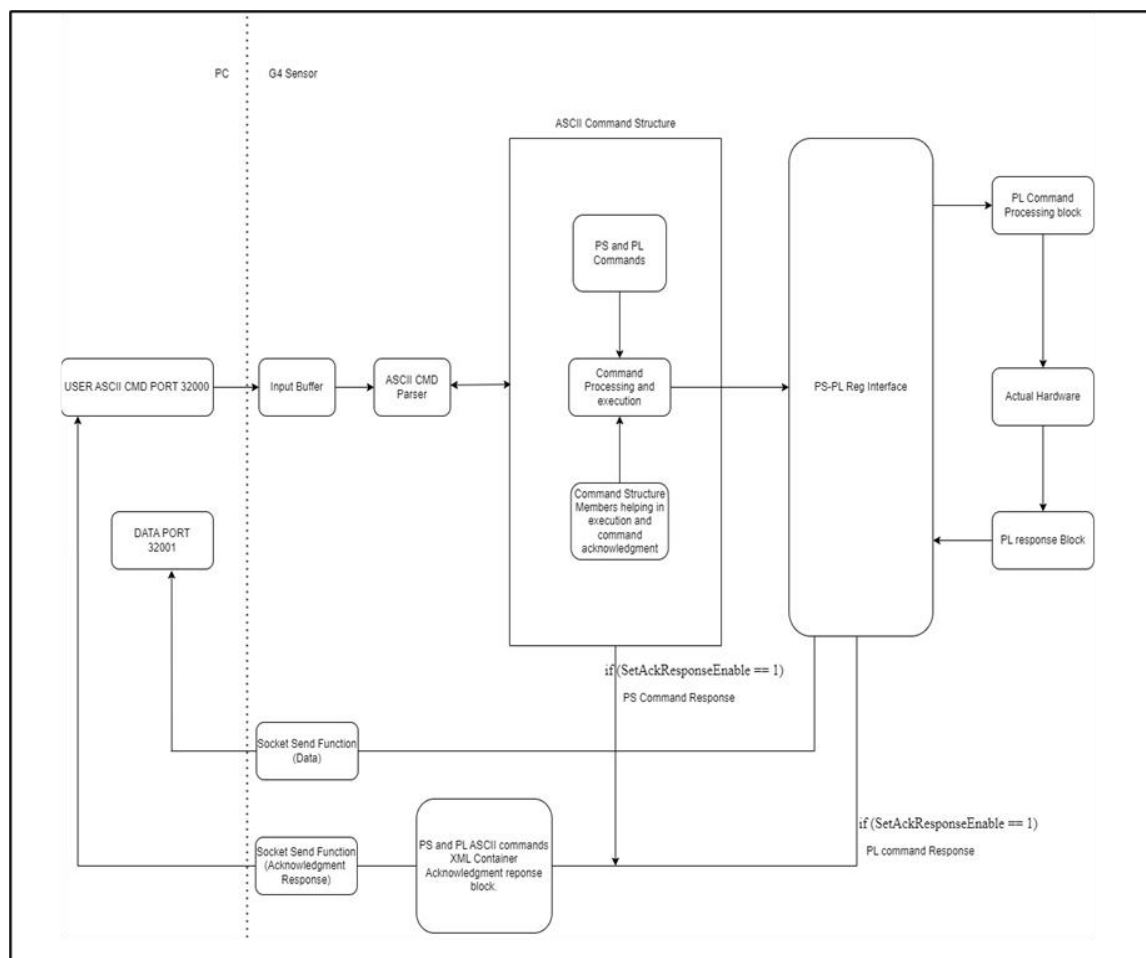 PC
G4 Sensor
ASCII Command Structure
PS and PL
Commands
PL Command
Processing block
USER ASCII CMD PORT 32000
Input Buffer
ASCII CMD
Parser
Command
Processing and
execution
PS-PL Reg Interface
Actual Hardware
Command Structure
Members helping in
execution and
command
acknowledgment
DATA PORT
32001
PL response Block
if (SetAckResponseEnable == 1)
PS Command Response
Socket Send Function
(Data)
if (SetAckResponseEnable == 1)
PL command Response
Socket Send Function
(Acknowledgment
Response)
PS and PL ASCII commands
XML Container
Acknowledgment reponse
block.